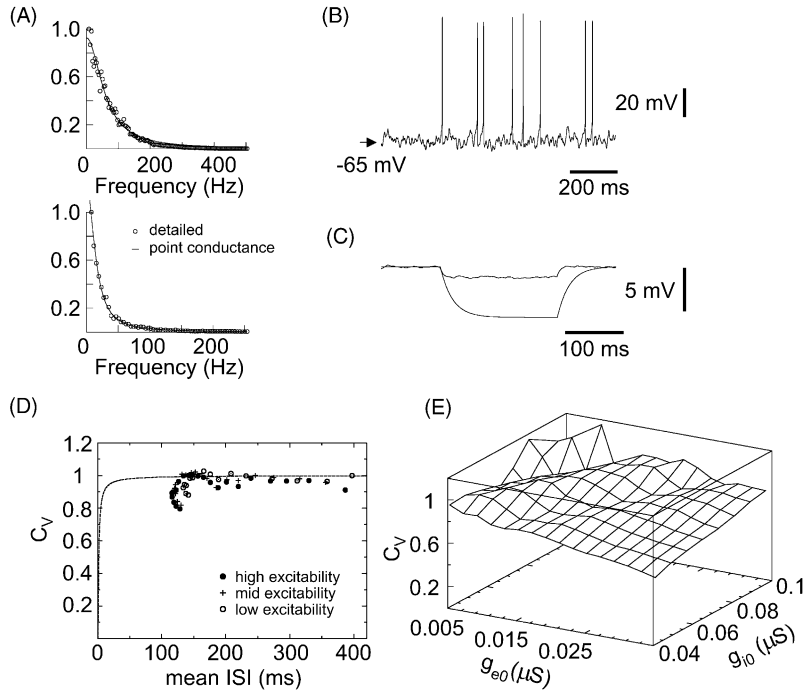 (A)
1.0
0.6
0.2
0
200
400
Frequency (Hz)
1.0
detailed
point conductance
0.6
0.2
0
100
200
Frequency (Hz)
(B)
20 mV
-65 mV
200 ms
(C)
5 mV
100 ms
(D)
1.2
1
0.8
0.6
0.4
0.2
CV
high excitability
mid excitability
low excitability
0
100
200
300
400
mean ISI (ms)
(E)
1
0.6
0.2
CV
0.005
0.015
0.025
ge0 (µS)
0.04
0.06
0.08
0.1
gi0 (µS)